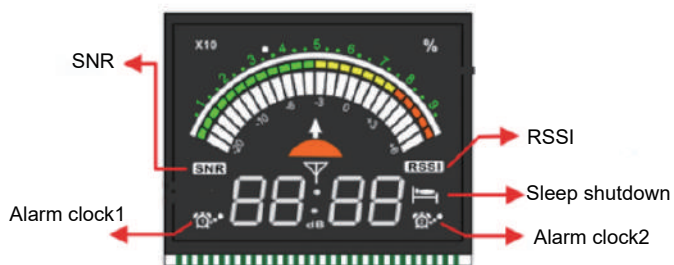 X10
%
1 2 3 4 5 6 7 8 9
-20 -10 -6 -3 0 +3 +6
SNR
SNR
RSSI
RSSI
88:88
Sleep shutdown
Alarm clock1
dB
Alarm clock2